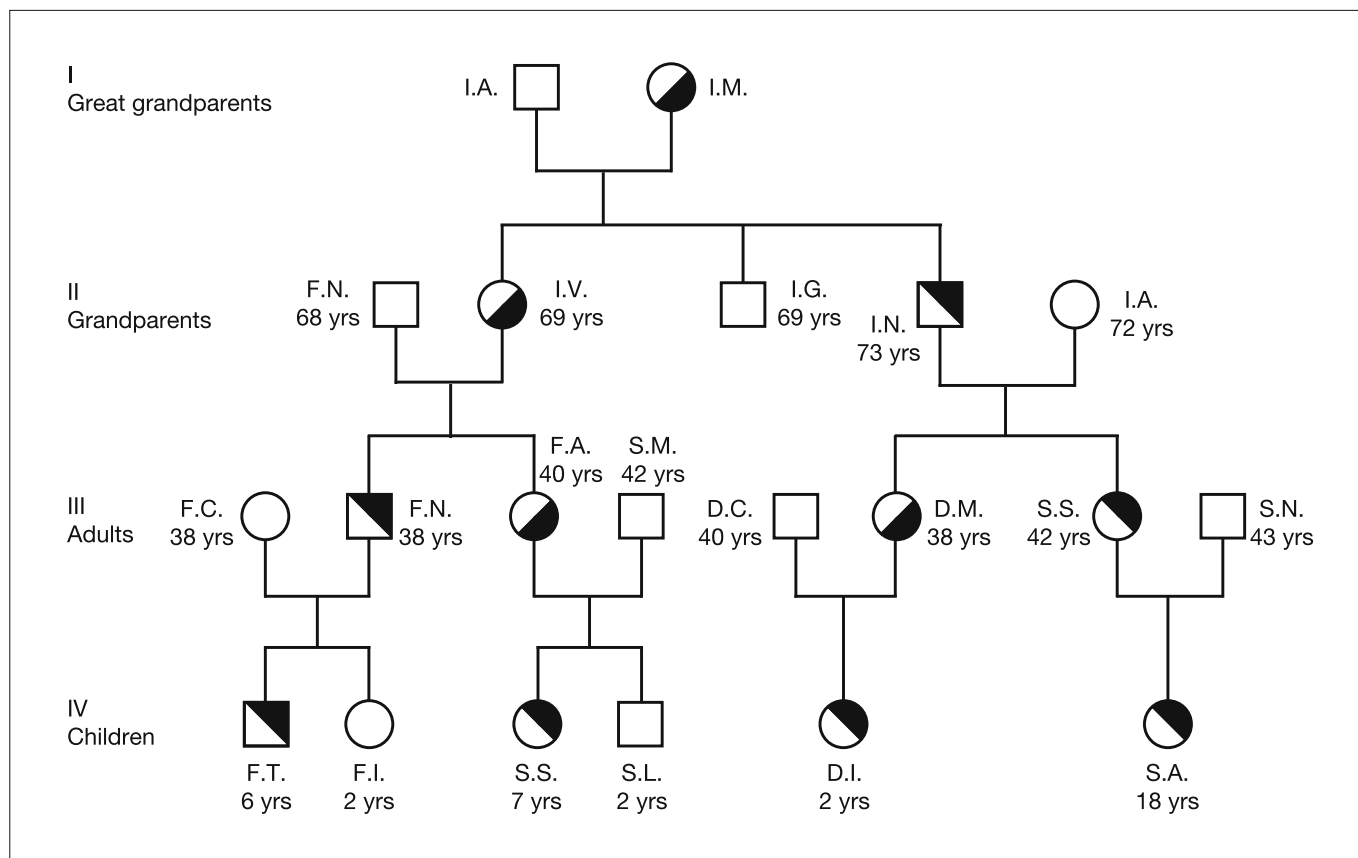 I
Great grandparents
I.A.
I.M.
II
Grandparents
F.N.
68 yrs
I.V.
69 yrs
I.G.
69 yrs
I.N.
73 yrs
I.A.
72 yrs
III
Adults
F.C.
38 yrs
F.N.
38 yrs
F.A.
40 yrs
S.M.
42 yrs
D.C.
40 yrs
D.M.
38 yrs
S.S.
42 yrs
S.N.
43 yrs
IV
Children
F.T.
6 yrs
F.I.
2 yrs
S.S.
7 yrs
S.L.
2 yrs
D.I.
2 yrs
S.A.
18 yrs